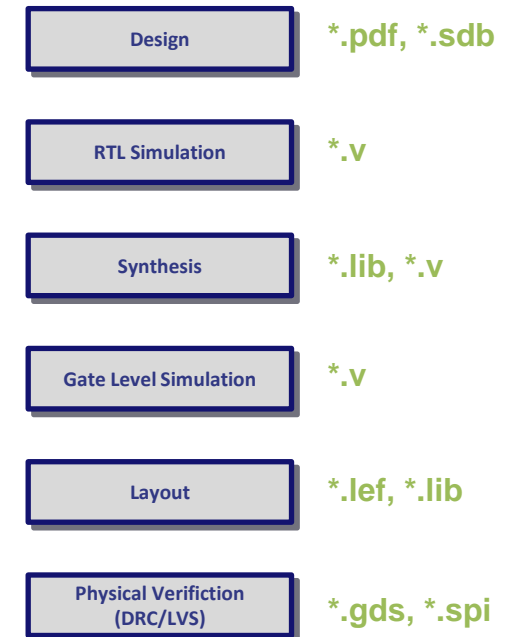 Design *.pdf, *.sdb
RTL Simulation *.v
Synthesis *.lib, *.v
Gate Level Simulation *.v
Layout *.lef, *.lib
Physical Verifiction
(DRC/LVS) *.gds, *.spi